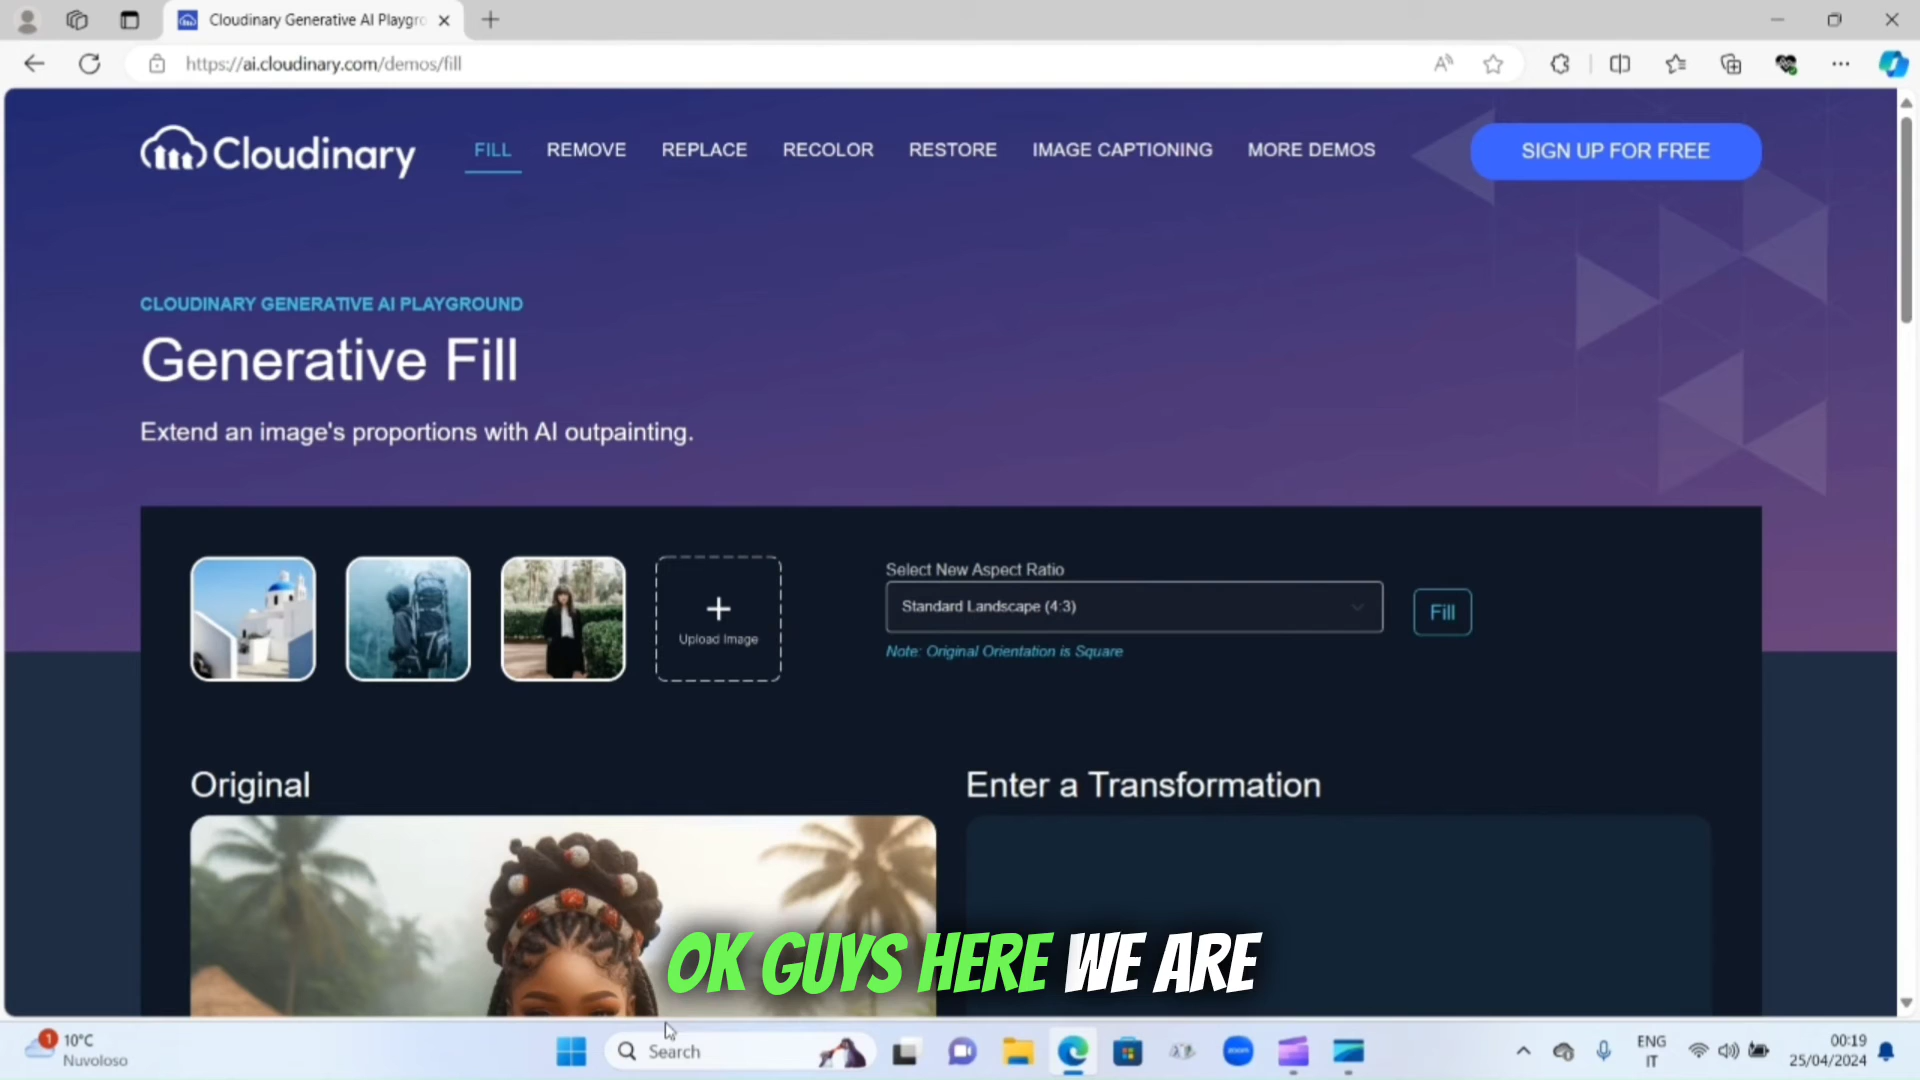 Cloudinary Generative AI Playgr
https://ai.cloudinary.com/demos/fill
Cloudinary
FILL
REMOVE
REPLACE
RECOLOR
RESTORE
IMAGE CAPTIONING
MORE DEMOS
SIGN UP FOR FREE
CLOUDINARY GENERATIVE AI PLAYGROUND
Generative Fill
Extend an image's proportions with AI outpainting.
Upload Image
Select New Aspect Ratio
Standard Landscape (4:3)
Fill
Note: Original Orientation is Square
Original
Enter a Transformation
OK GUYS HERE WE ARE
1
10°C
Nuvoloso
Search
zoom
ENG
IT
00:19
25/04/2024